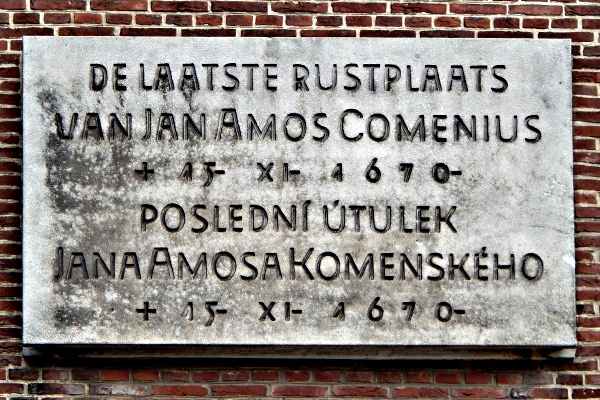 DE LAATSTE RUSTPLAATS
VAN JAN AMOS COMENIUS
+ 15- XI- 1670-
POSLEDNÍ ÚTULEK
JANA AMOSA KOMENSKÉHO
+ 15- XI- 1670-